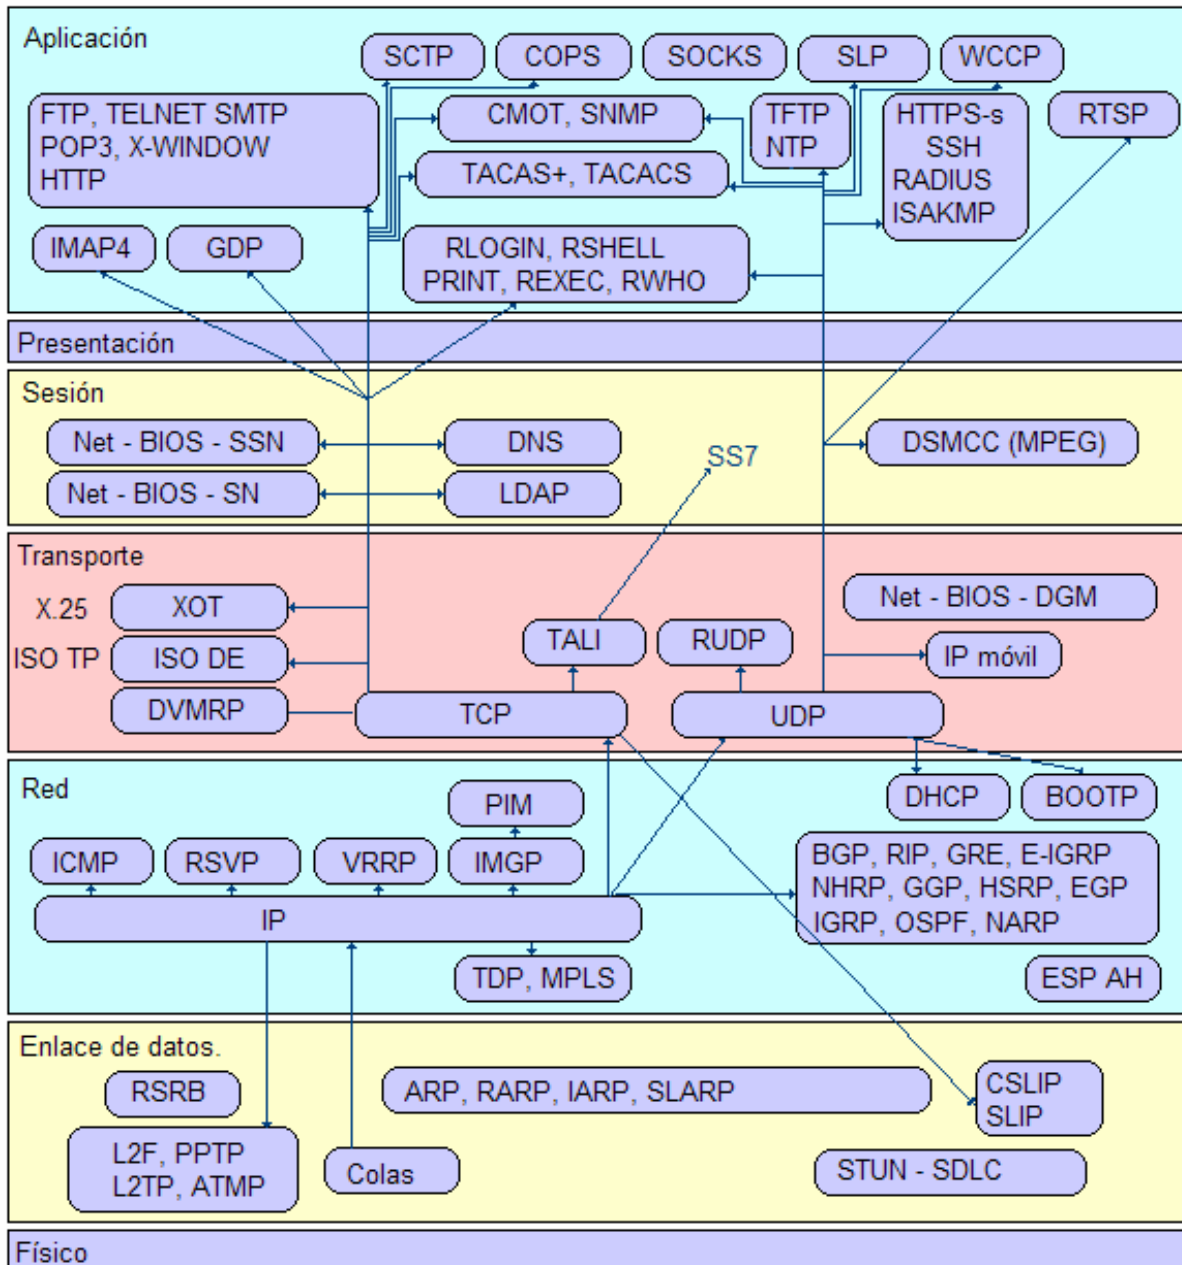 Aplicación
SCTP
COPS
SOCKS
SLP
WCCP
FTP, TELNET SMTP
POP3, X-WINDOW
HTTP
CMOT, SNMP
TFTP
NTP
HTTPS-s
SSH
RADIUS
ISAKMP
RTSP
TACAS+, TACACS
IMAP4
GDP
RLOGIN, RSHELL
PRINT, REXEC, RWHO
Presentación
Sesión
Net - BIOS - SSN
DNS
SS7
DSMCC (MPEG)
Net - BIOS - SN
LDAP
Transporte
X.25
XOT
Net - BIOS - DGM
ISO TP
ISO DE
TALI
RUDP
IP móvil
DVMRP
TCP
UDP
Red
PIM
DHCP
BOOTP
ICMP
RSVP
VRRP
IMGP
BGP, RIP, GRE, E-IGRP
NHRP, GGP, HSRP, EGP
IGRP, OSPF, NARP
IP
TDP, MPLS
ESP AH
Enlace de datos.
RSRB
ARP, RARP, IARP, SLARP
CSLIP
SLIP
L2F, PPTP
L2TP, ATMP
Colas
STUN - SDLC
Físico